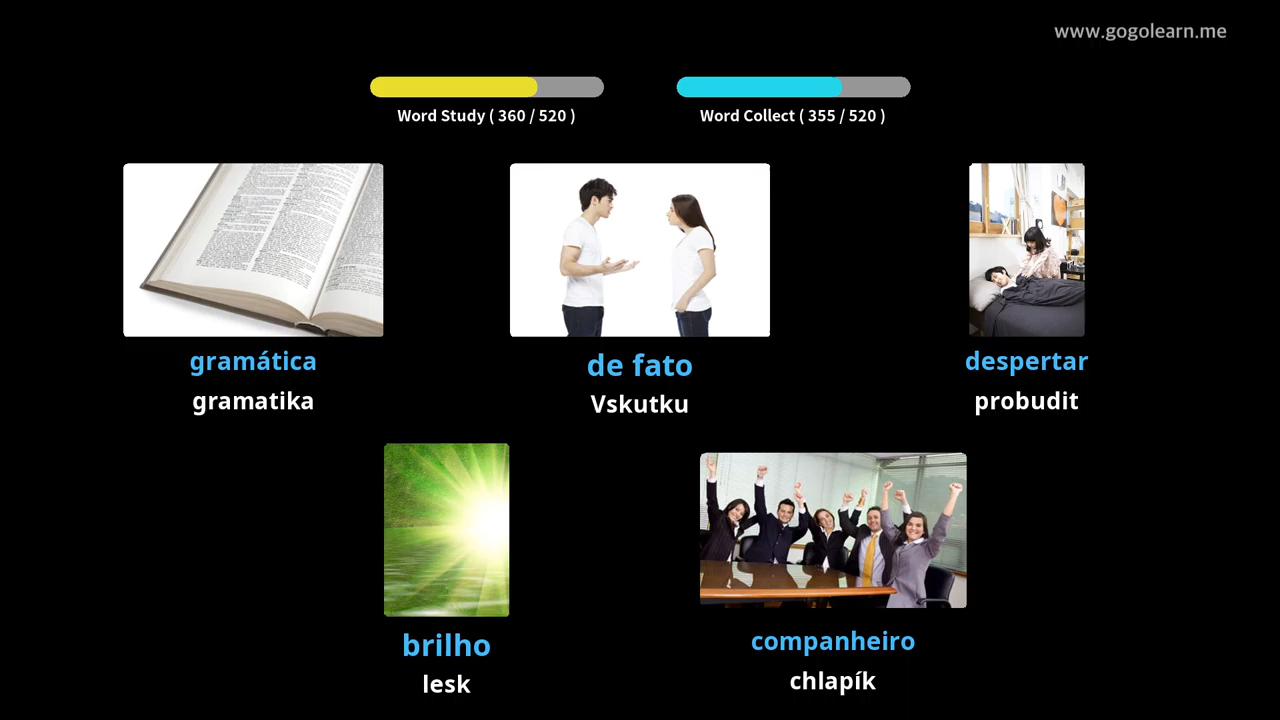 www.gogolearn.me
Word Study ( 360 / 520 )
Word Collect ( 355 / 520 )
gramática
gramatika
de fato
Vskutku
despertar
probudit
brilho
lesk
companheiro
chlapík